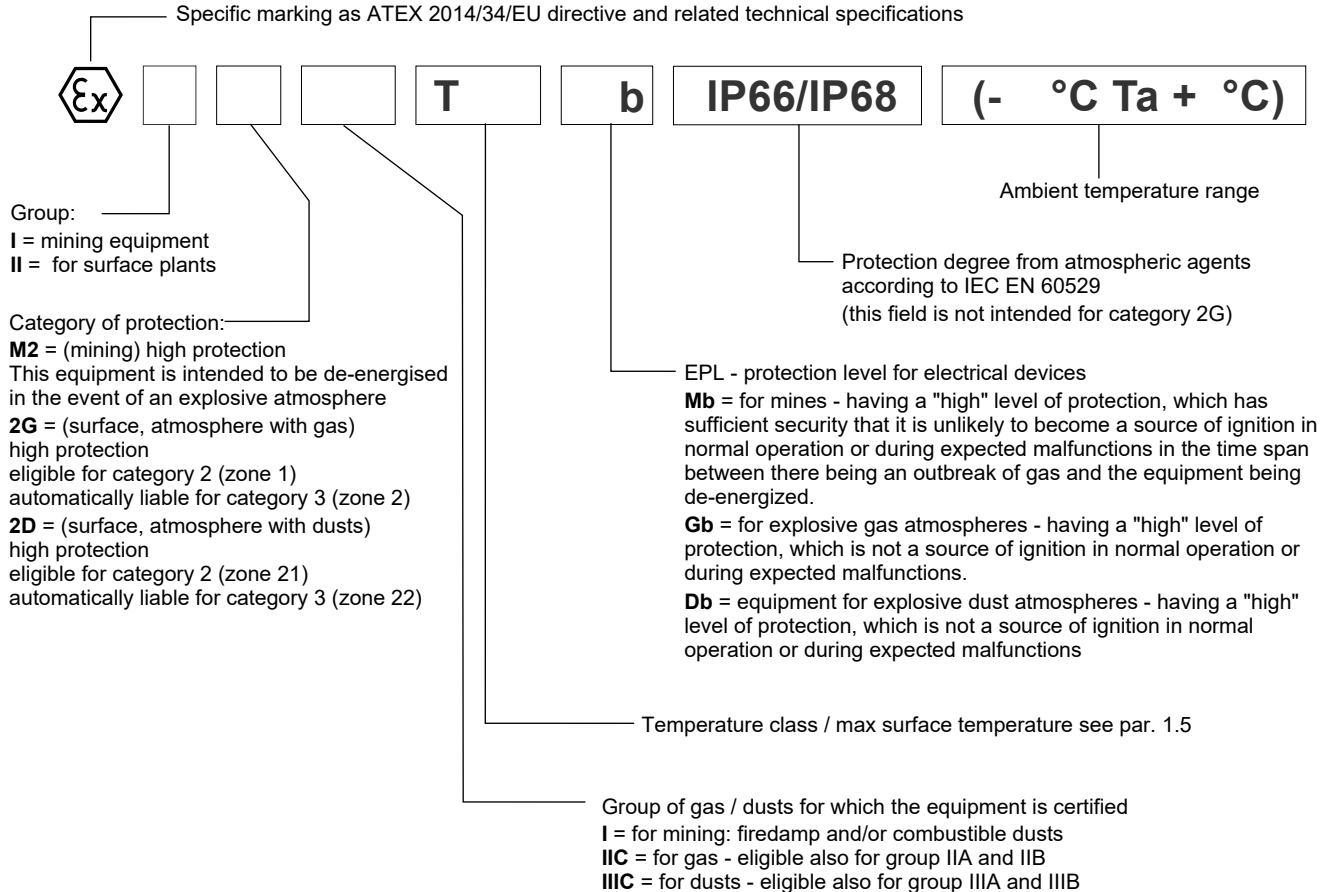 Specific marking as ATEX 2014/34/EU directive and related technical specifications
Ex T b IP66/IP68 (- °C Ta + °C)
Ambient temperature range
Group:
I = mining equipment
II = for surface plants
Protection degree from atmospheric agents
according to IEC EN 60529
(this field is not intended for category 2G)
Category of protection:
M2 = (mining) high protection
This equipment is intended to be de-energised
in the event of an explosive atmosphere
2G = (surface, atmosphere with gas)
high protection
eligible for category 2 (zone 1)
automatically liable for category 3 (zone 2)
2D = (surface, atmosphere with dusts)
high protection
eligible for category 2 (zone 21)
automatically liable for category 3 (zone 22)
EPL - protection level for electrical devices
Mb = for mines - having a "high" level of protection, which has
sufficient security that it is unlikely to become a source of ignition in
normal operation or during expected malfunctions in the time span
between there being an outbreak of gas and the equipment being
de-energized.
Gb = for explosive gas atmospheres - having a "high" level of
protection, which is not a source of ignition in normal operation or
during expected malfunctions.
Db = equipment for explosive dust atmospheres - having a "high"
level of protection, which is not a source of ignition in normal
operation or during expected malfunctions
Temperature class / max surface temperature see par. 1.5
Group of gas / dusts for which the equipment is certified
I = for mining: firedamp and/or combustible dusts
IIC = for gas - eligible also for group IIA and IIB
IIIC = for dusts - eligible also for group IIIA and IIIB